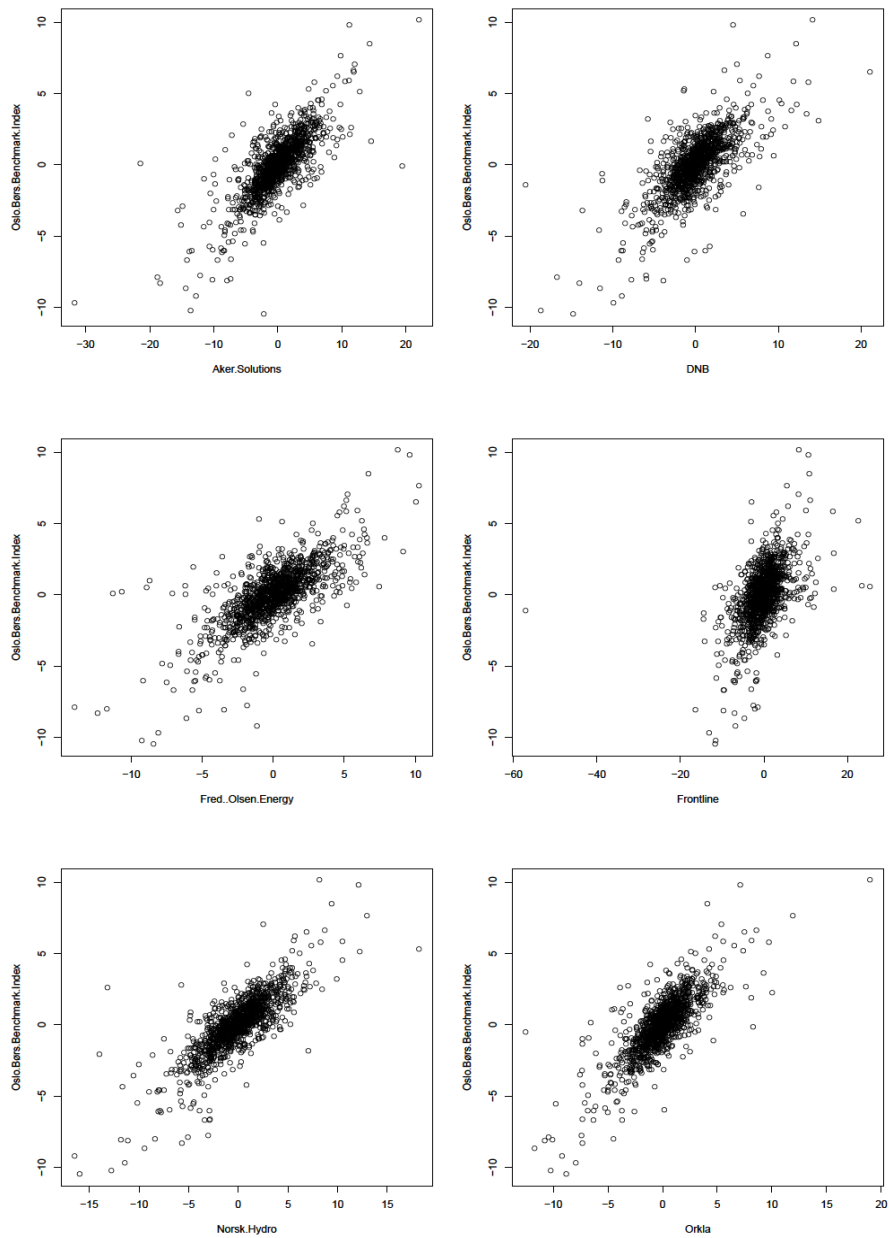 Oslo.Børs.Benchmark.Index
10
5
0
−5
−10
−30 −20 −10 0 10 20
Aker.Solutions
Oslo.Børs.Benchmark.Index
10
5
0
−5
−10
−20 −15 −10 −5 0 5 10 15 20
DNB
Oslo.Børs.Benchmark.Index
10
5
0
−5
−10
−10 −5 0 5 10
Fred..Olsen.Energy
Oslo.Børs.Benchmark.Index
10
5
0
−5
−10
−60 −40 −20 0 20
Frontline
Oslo.Børs.Benchmark.Index
10
5
0
−5
−10
−15 −10 −5 0 5 10 15
Norsk.Hydro
Oslo.Børs.Benchmark.Index
10
5
0
−5
−10
−10 −5 0 5 10 15 20
Orkla